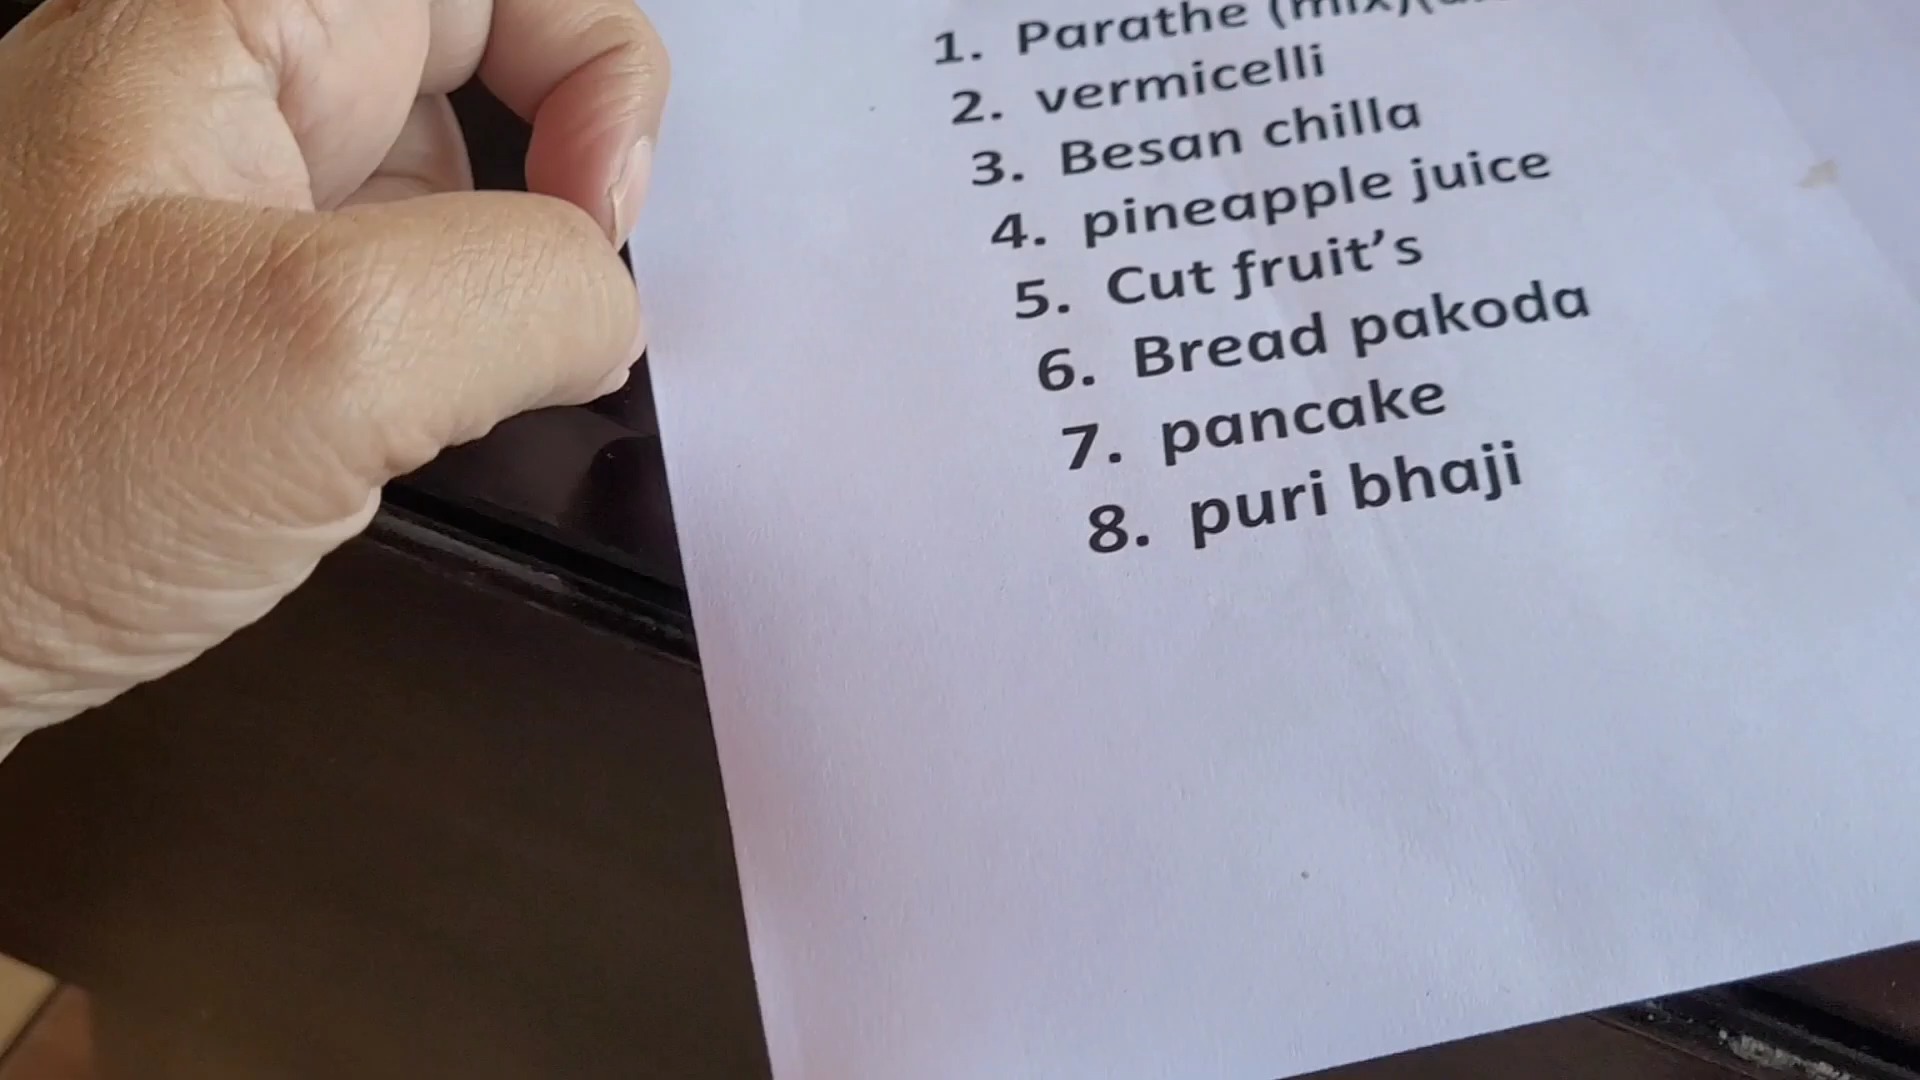 1. Parathe (mix)
2. vermicelli
3. Besan chilla
4. pineapple juice
5. Cut fruit’s
6. Bread pakoda
7. pancake
8. puri bhaji